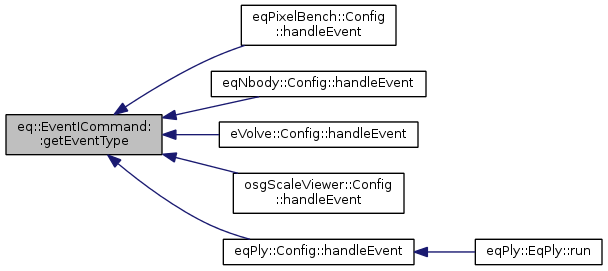 eqPixelBench::Config
::handleEvent
eqNbody::Config::handleEvent
eq::EventICommand:
:getEventType
eVolve::Config::handleEvent
osgScaleViewer::Config
::handleEvent
eqPly::Config::handleEvent
eqPly::EqPly::run